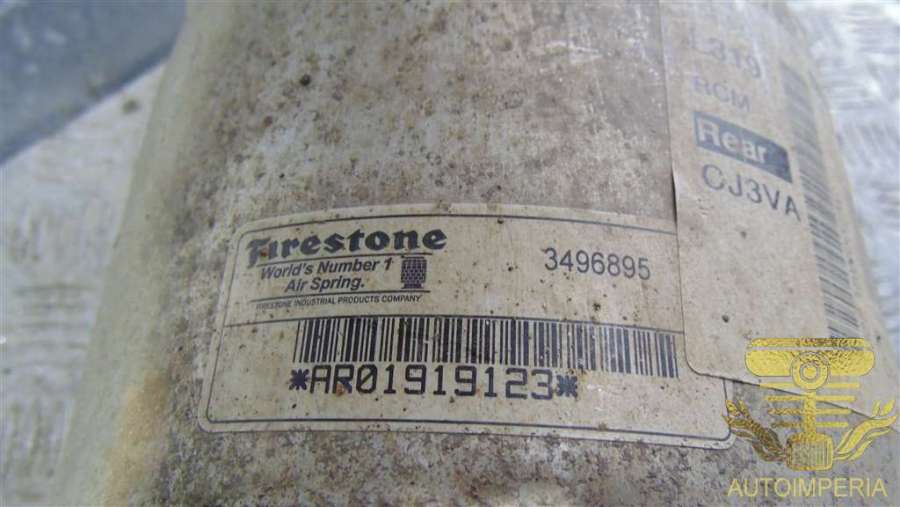 L319
RCM
Rear
CJ3VA
Firestone
World's Number 1
Air Spring.
FIRESTONE INDUSTRIAL PRODUCTS COMPANY
3496895
*AR01919123*
AUTOIMPERIA